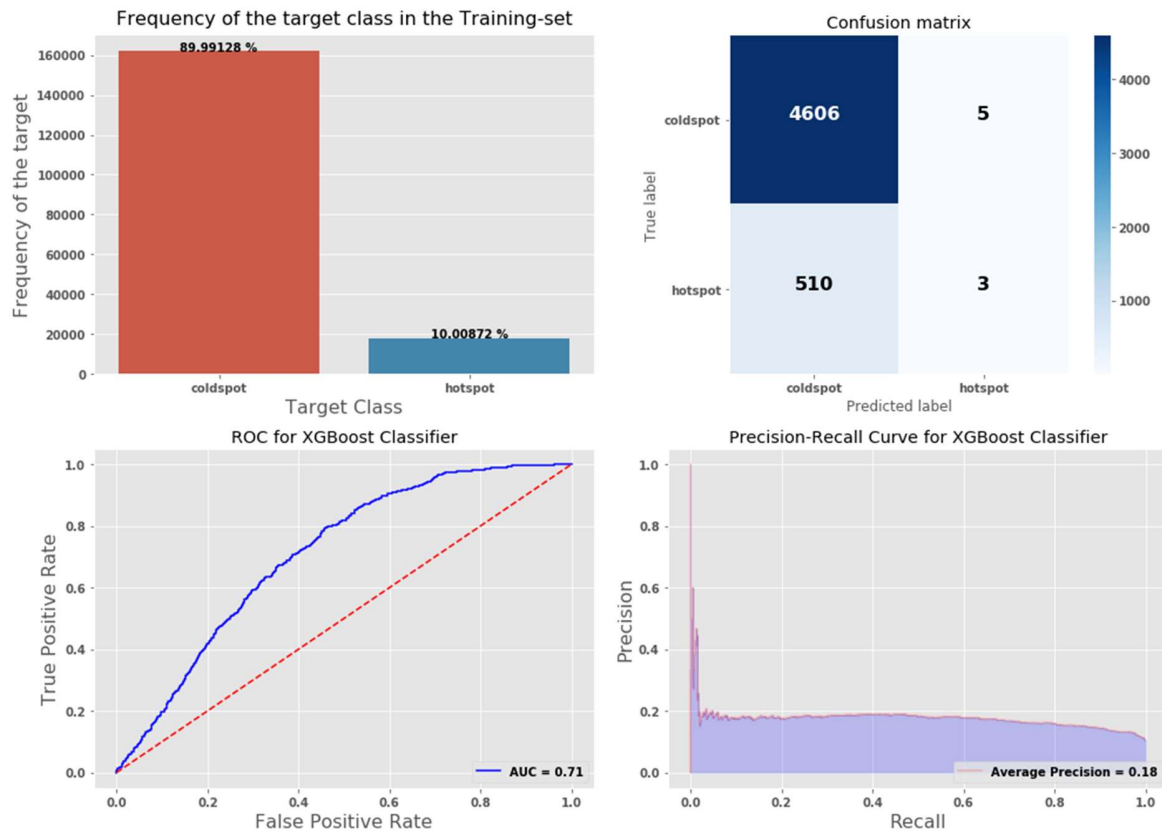 Frequency of the target class in the Training-set
89.99128 %
160000
140000
120000
100000
80000
60000
40000
20000
0
10.00872 %
coldspot
hotspot
Frequency of the target
Target Class
Confusion matrix
coldspot
hotspot
True label
4606
5
510
3
coldspot
hotspot
Predicted label
4000
3000
2000
1000
ROC for XGBoost Classifier
1.0
0.8
0.6
0.4
0.2
0.0
True Positive Rate
AUC = 0.71
0.0
0.2
0.4
0.6
0.8
1.0
False Positive Rate
Precision-Recall Curve for XGBoost Classifier
1.0
0.8
0.6
0.4
0.2
0.0
Precision
Average Precision = 0.18
0.0
0.2
0.4
0.6
0.8
1.0
Recall